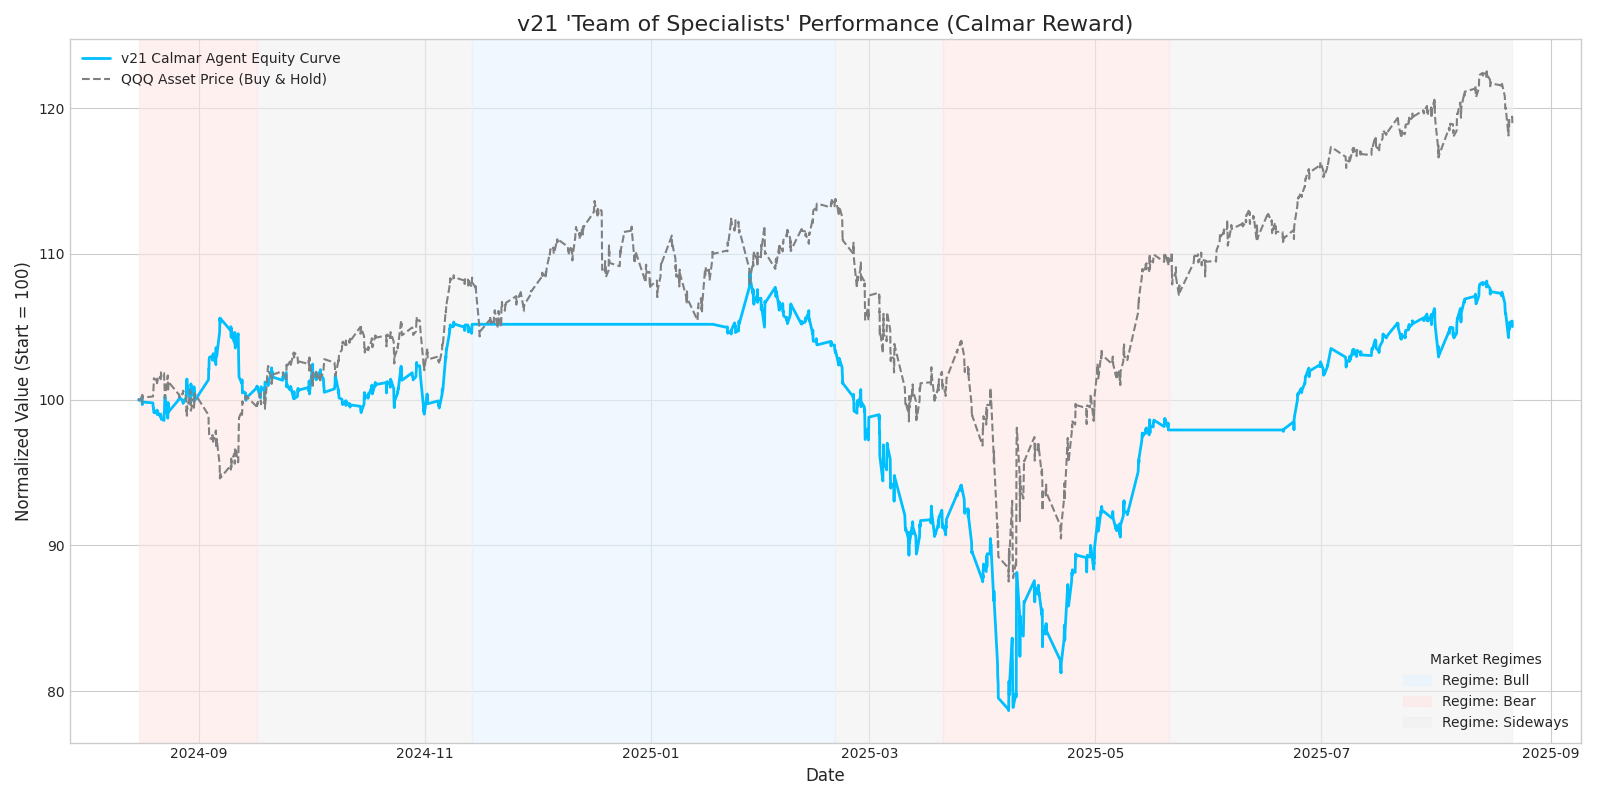 v21 'Team of Specialists' Performance (Calmar Reward)
v21 Calmar Agent Equity Curve
QQQ Asset Price (Buy & Hold)
Normalized Value (Start = 100)
120
110
100
90
80
Market Regimes
Regime: Bull
Regime: Bear
Regime: Sideways
2024-09 2024-11 2025-01 2025-03 2025-05 2025-07 2025-09
Date